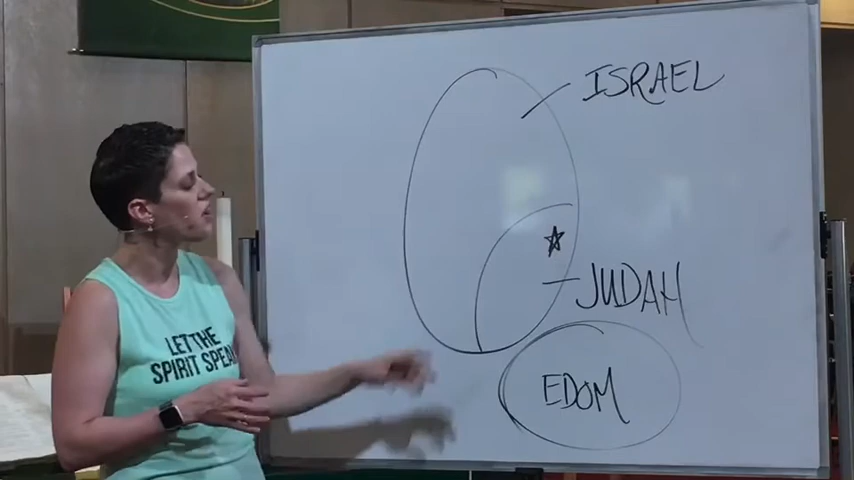 ISRAEL
JUDAH
EDOM
LET THE
SPIRIT SPEAK